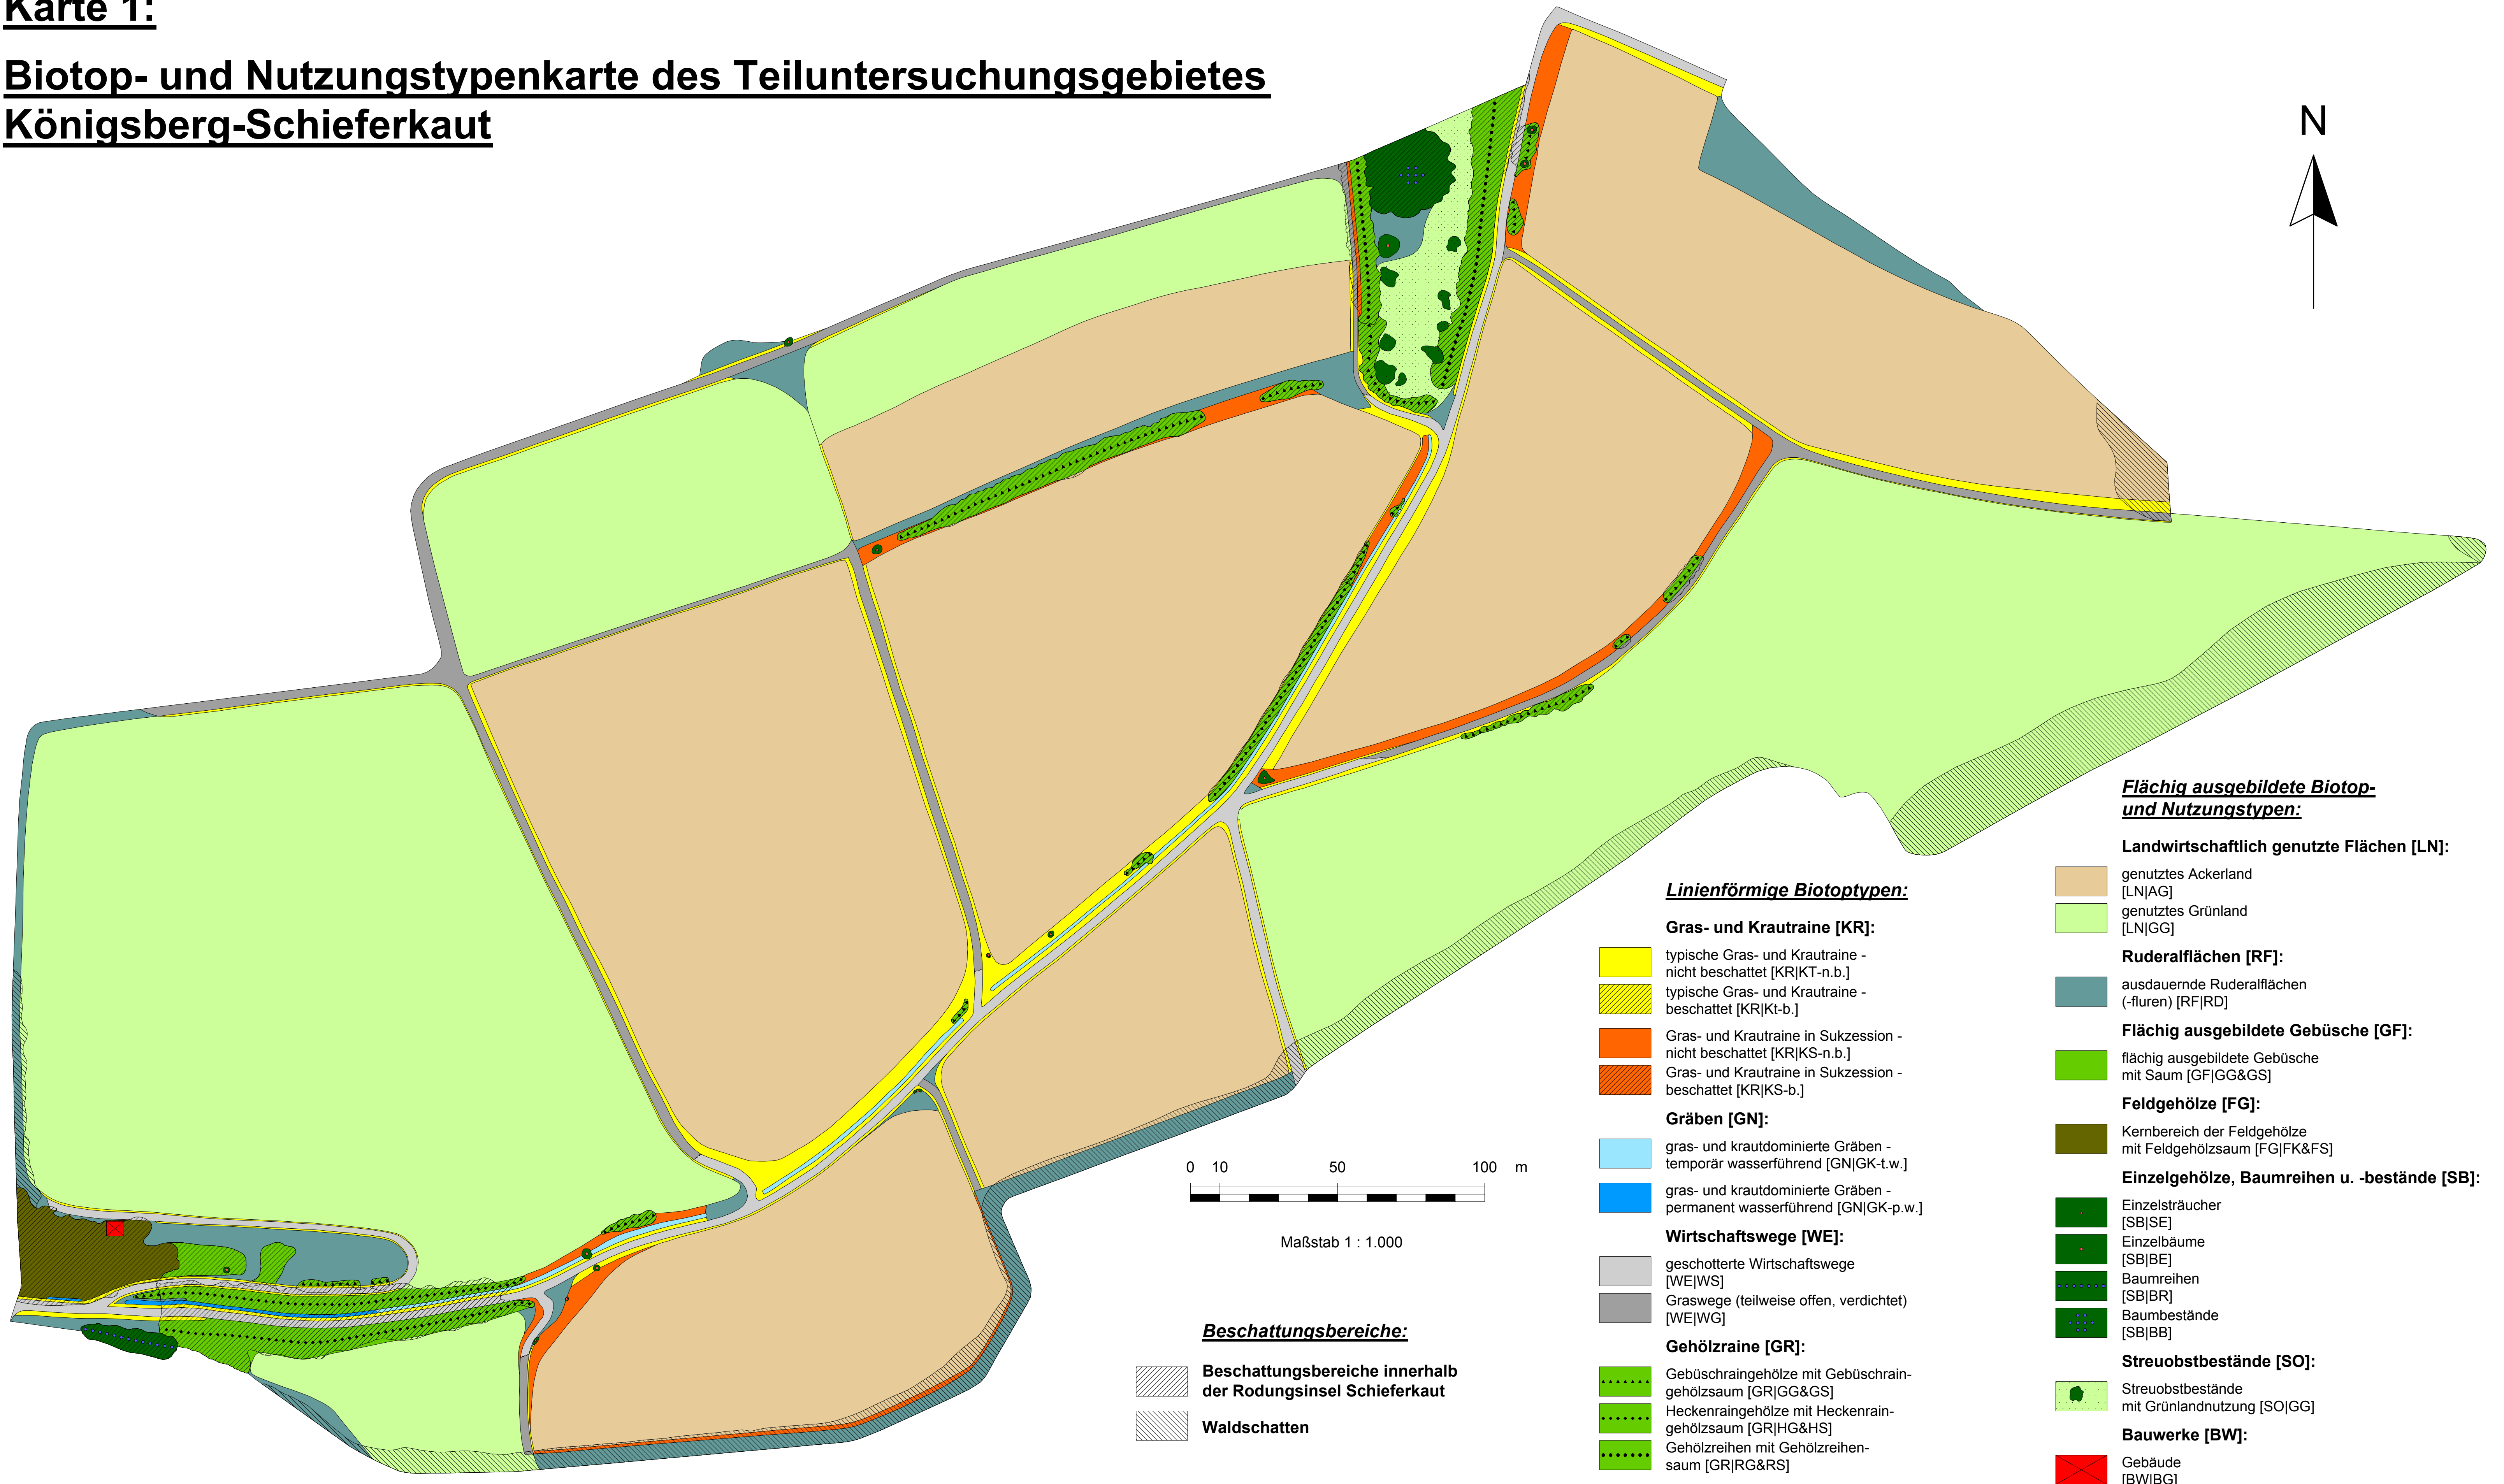 Karte 1:
Biotop- und Nutzungstypenkarte des Teiluntersuchungsgebietes
Königsberg-Schieferkaut
N
0 10 50 100 m
Maßstab 1 : 1.000
Beschattungsbereiche:
Beschattungsbereiche innerhalb
der Rodungsinsel Schieferkaut
Waldschatten
Linienförmige Biotoptypen:
Gras- und Krautraine [KR]:
typische Gras- und Krautraine -
nicht beschattet [KR|KT-n.b.]
typische Gras- und Krautraine -
beschattet [KR|Kt-b.]
Gras- und Krautraine in Sukzession -
nicht beschattet [KR|KS-n.b.]
Gras- und Krautraine in Sukzession -
beschattet [KR|KS-b.]
Gräben [GN]:
gras- und krautdominierte Gräben -
temporär wasserführend [GN|GK-t.w.]
gras- und krautdominierte Gräben -
permanent wasserführend [GN|GK-p.w.]
Wirtschaftswege [WE]:
geschotterte Wirtschaftswege
[WE|WS]
Graswege (teilweise offen, verdichtet)
[WE|WG]
Gehölzraine [GR]:
Gebüschraingehölze mit Gebüschrain-
gehölzsaum [GR|GG&GS]
Heckenraingehölze mit Heckenrain-
gehölzsaum [GR|HG&HS]
Gehölzreihen mit Gehölzreihen-
saum [GR|RG&RS]
Flächig ausgebildete Biotop-
und Nutzungstypen:
Landwirtschaftlich genutzte Flächen [LN]:
genutztes Ackerland
[LN|AG]
genutztes Grünland
[LN|GG]
Ruderalflächen [RF]:
ausdauernde Ruderalflächen
(-fluren) [RF|RD]
Flächig ausgebildete Gebüsche [GF]:
flächig ausgebildete Gebüsche
mit Saum [GF|GG&GS]
Feldgehölze [FG]:
Kernbereich der Feldgehölze
mit Feldgehölzsaum [FG|FK&FS]
Einzelgehölze, Baumreihen u. -bestände [SB]:
Einzelsträucher
[SB|SE]
Einzelbäume
[SB|BE]
Baumreihen
[SB|BR]
Baumbestände
[SB|BB]
Streuobstbestände [SO]:
Streuobstbestände
mit Grünlandnutzung [SO|GG]
Bauwerke [BW]:
Gebäude
[BW|BG]